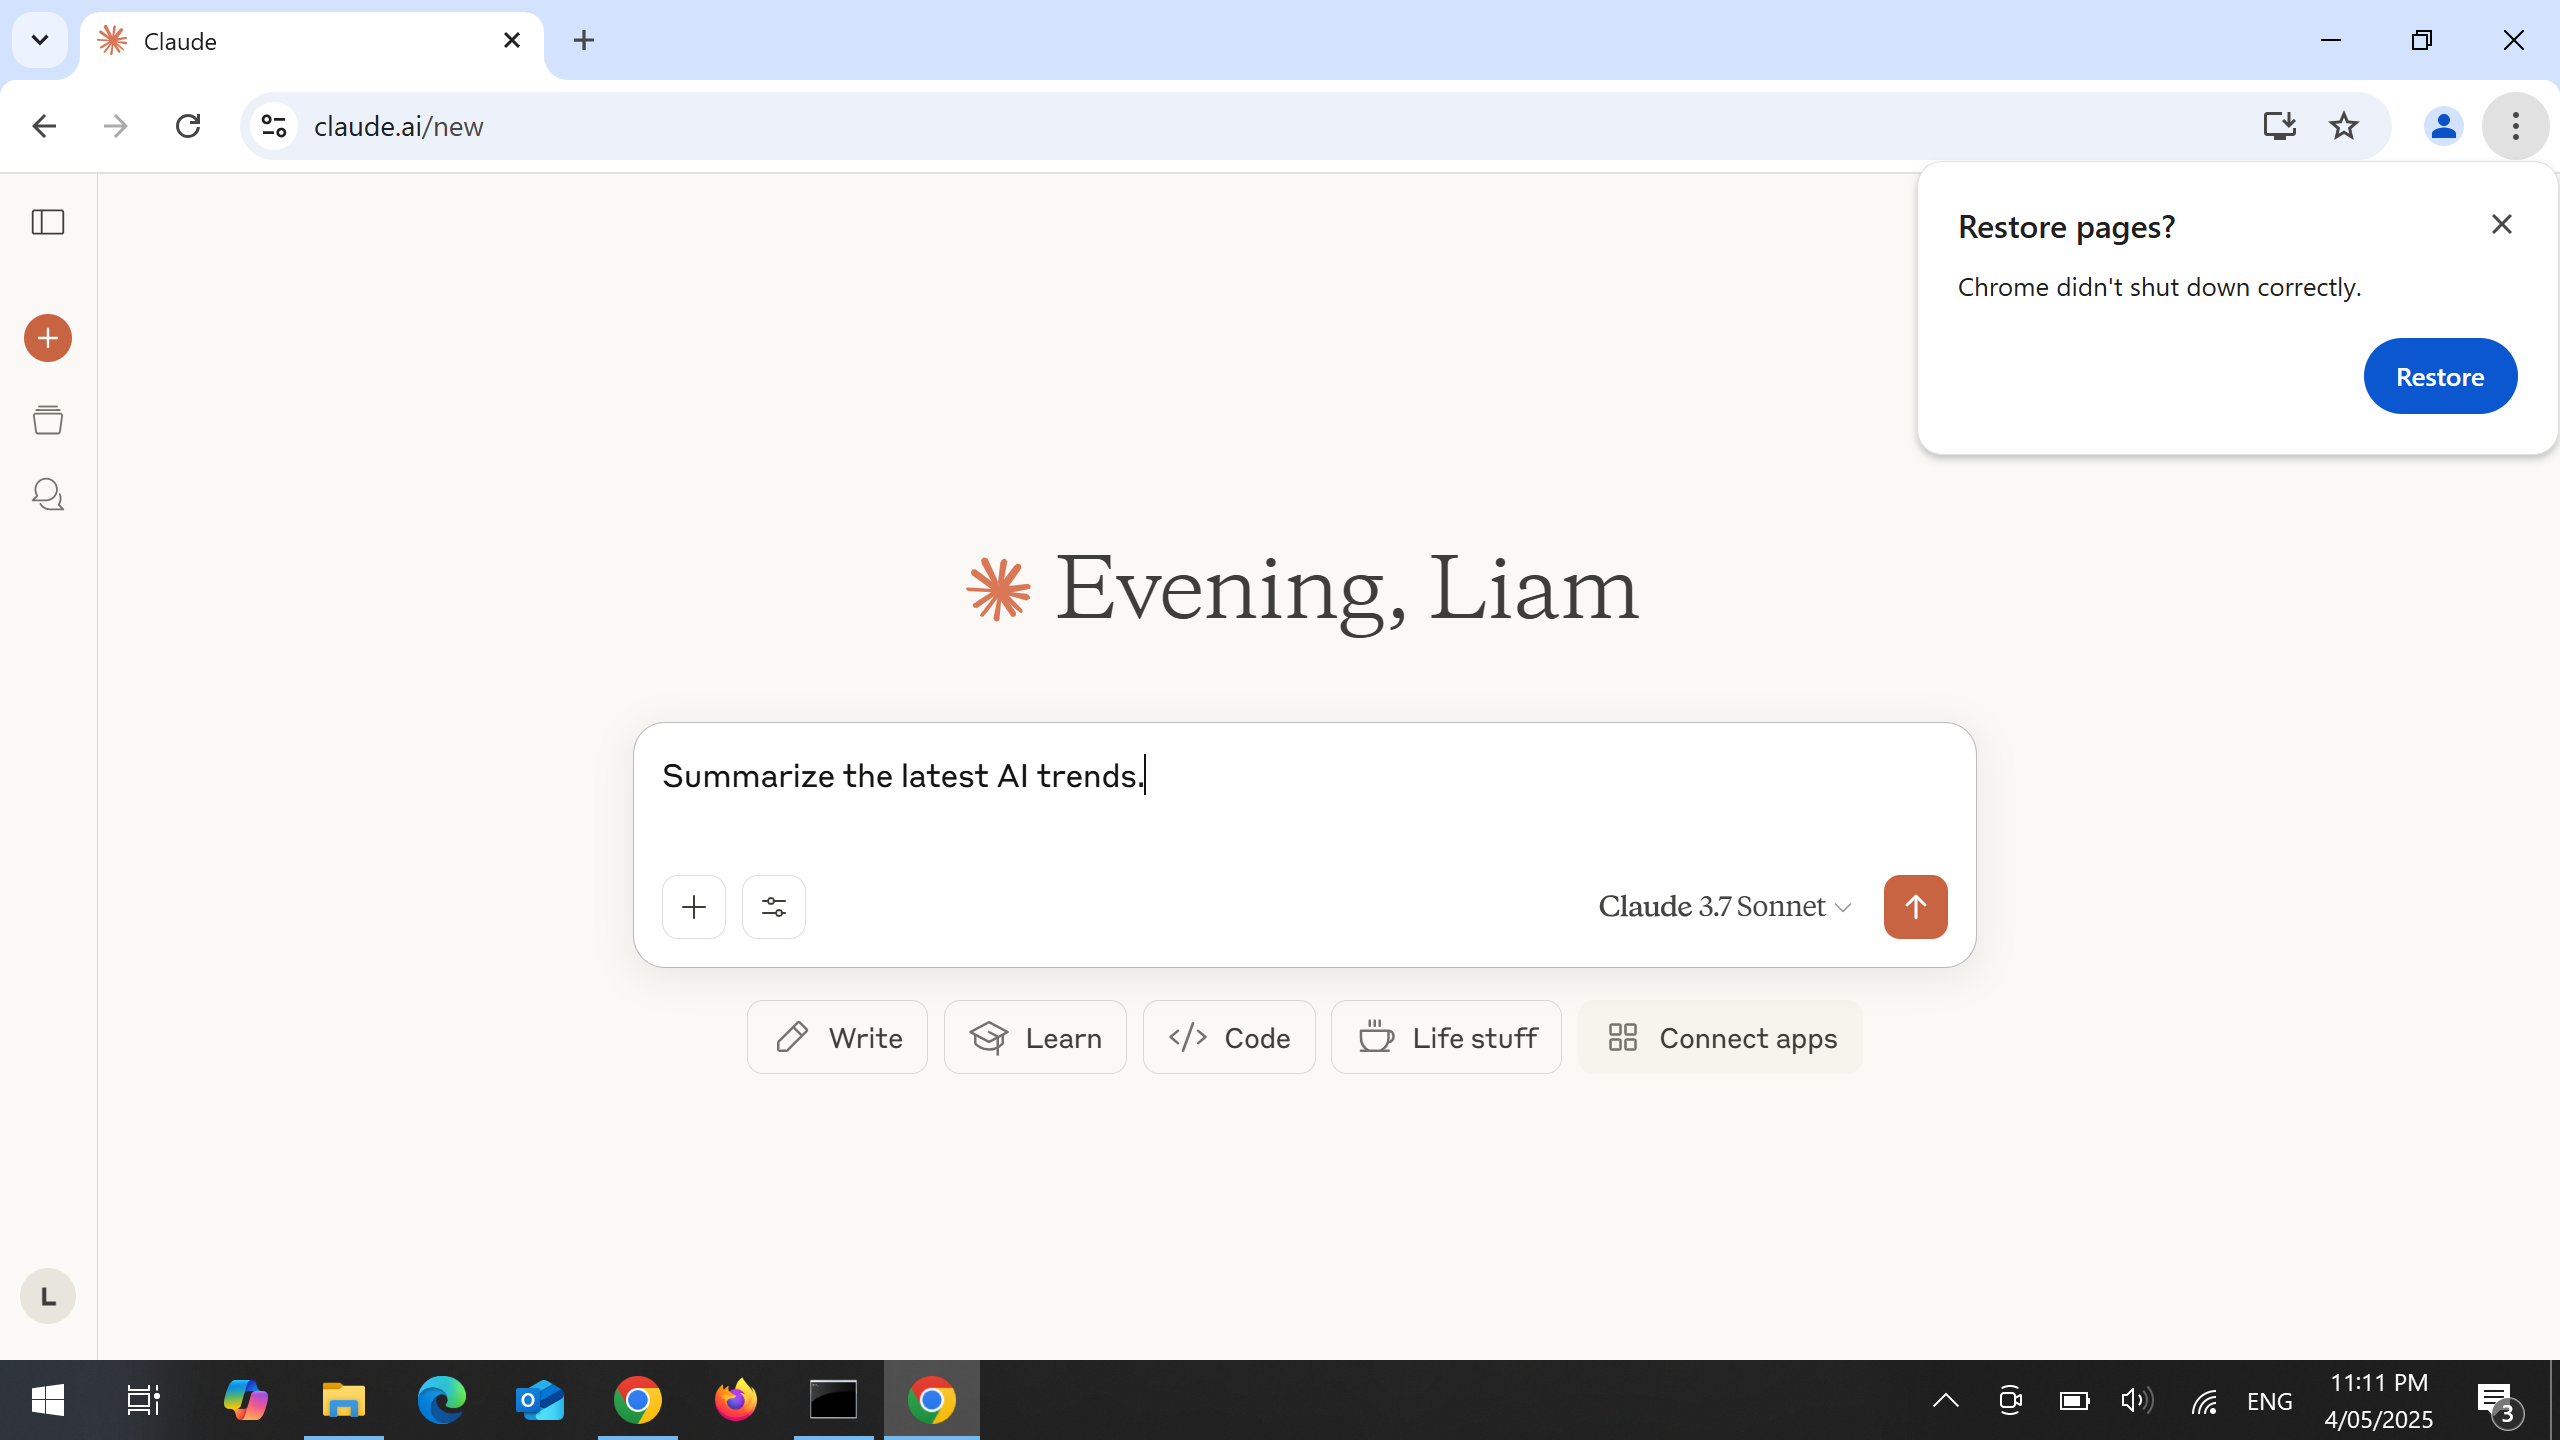 Claude
claude.ai/new
Restore pages?
Chrome didn't shut down correctly.
Restore
Evening, Liam
Summarize the latest AI trends.
Claude 3.7 Sonnet
Write
Learn
Code
Life stuff
Connect apps
L
ENG
11:11 PM
4/05/2025
3